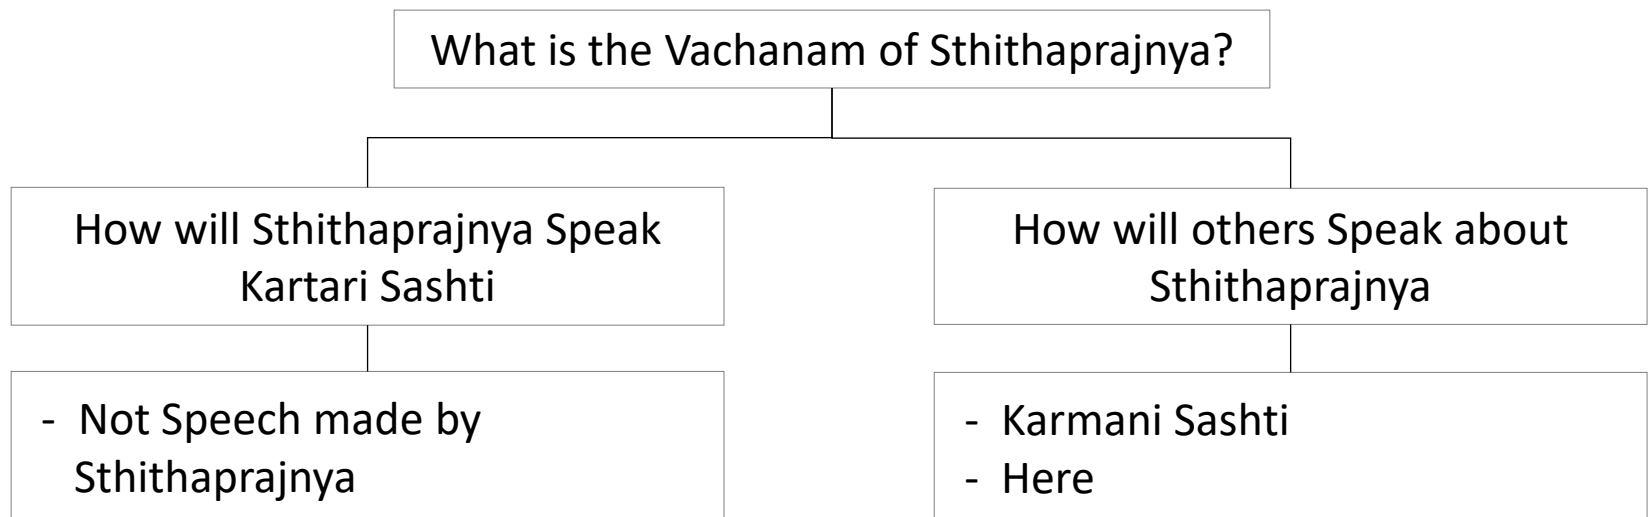 What is the Vachanam of Sthithaprajnya?
How will Sthithaprajnya Speak
Kartari Sashti
How will others Speak about
Sthithaprajnya
- Not Speech made by
Sthithaprajnya
- Karmani Sashti
- Here